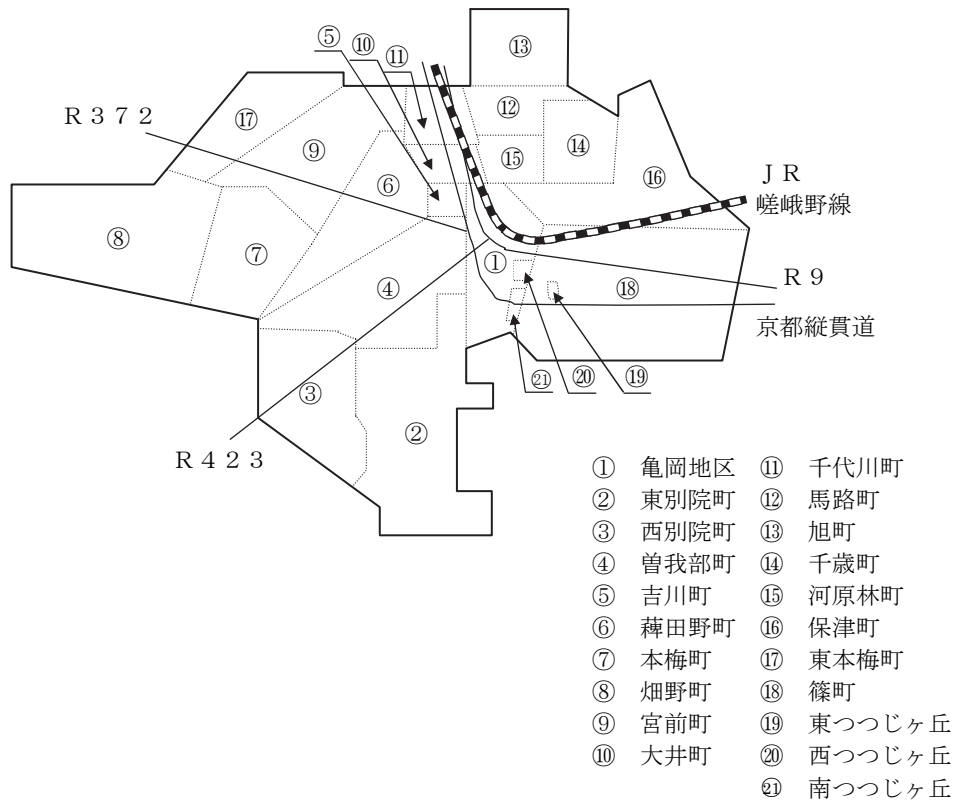 ⑤ ⑩ ⑪ ⑬
⑫
Ｒ３７２ ⑰ ⑨ ⑮ ⑭
⑥ ⑯ ＪＲ
嵯峨野線
⑧ ⑦ ① Ｒ９
④ ⑱
京都縦貫道
③ ㉑ ⑳ ⑲
②
Ｒ４２３
① 亀岡地区 ⑪ 千代川町
② 東別院町 ⑫ 馬路町
③ 西別院町 ⑬ 旭町
④ 曽我部町 ⑭ 千歳町
⑤ 吉川町 ⑮ 河原林町
⑥ 薭田野町 ⑯ 保津町
⑦ 本梅町 ⑰ 東本梅町
⑧ 畑野町 ⑱ 篠町
⑨ 宮前町 ⑲ 東つつじヶ丘
⑩ 大井町 ⑳ 西つつじヶ丘
㉑ 南つつじヶ丘